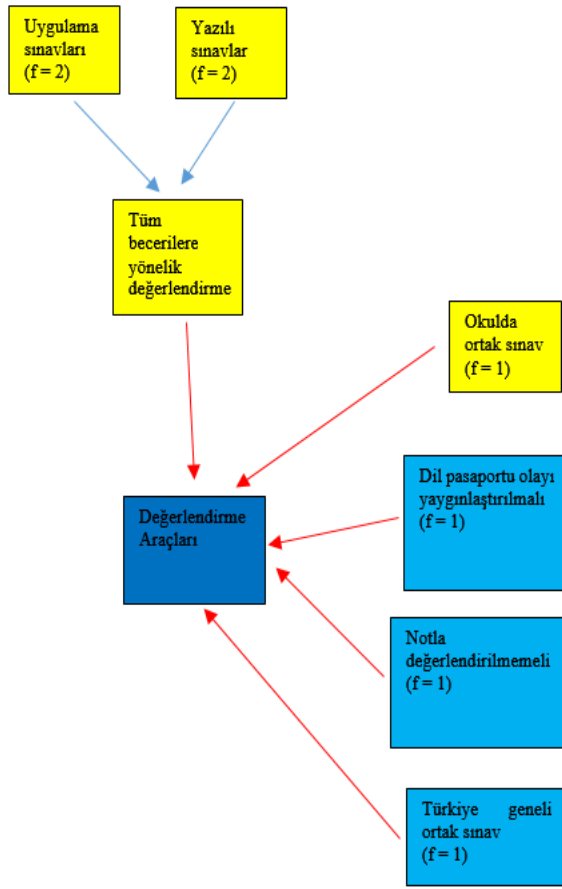 Uygulama
sınavları
(f = 2)
Yazılı
sınavlar
(f = 2)
Tüm
becerilere
yönelik
değerlendirme
Okulda
ortak sınav
(f = 1)
Değerlendirme
Araçları
Dil pasaportu olayı
yaygınlaştırılmalı
(f = 1)
Notla
değerlendirilmemeli
(f = 1)
Türkiye geneli
ortak sınav
(f = 1)